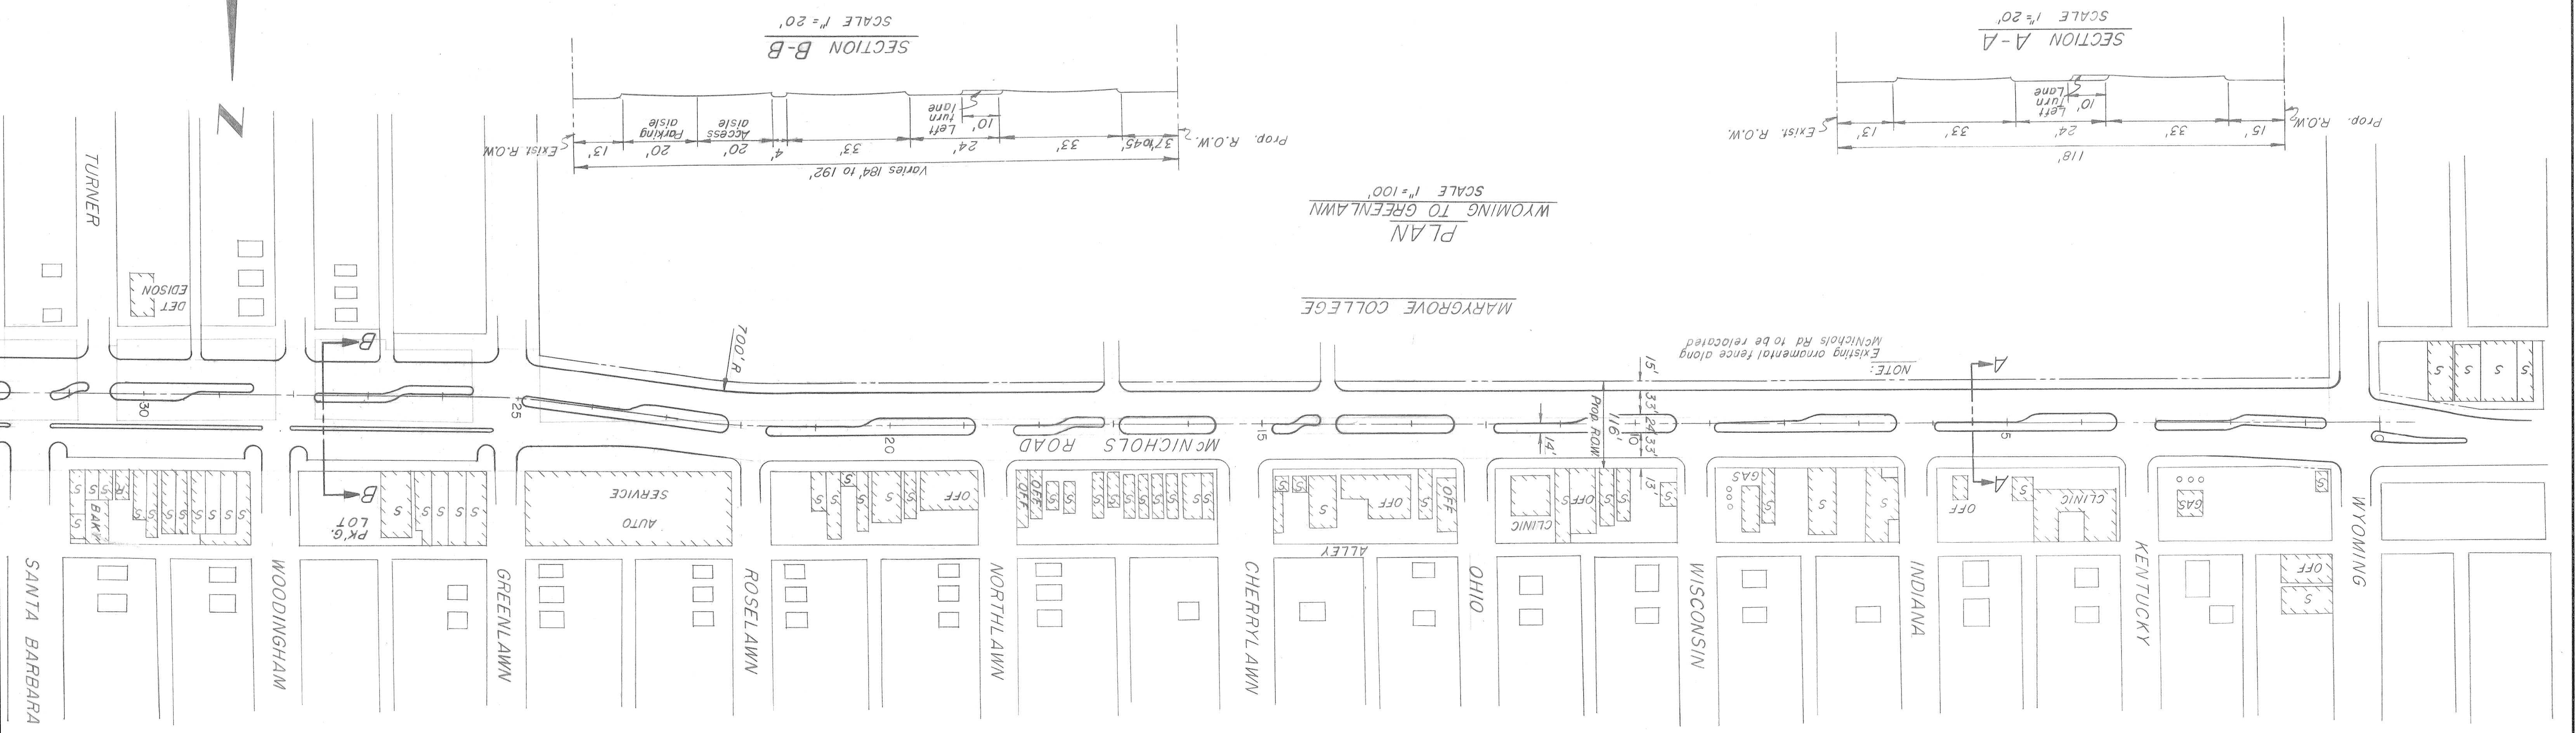 WYOMING
KENTUCKY
INDIANA
WISCONSIN
OHIO
CHERRYLAWN
NORTHLAWN
ROSELAWN
GREENLAWN
WOODINGHAM
SANTA BARBARA
S
OFF
ALLEY
S
GAS
CLINIC
S
OFF
S
S
S
GAS
S
S
S
OFFS
CLINIC
OFF
S
OFF
S
S
S
S
S
S
S
S
S
S
S
S
OFF
OFF
OFF
S
S
S
S
S
AUTO
SERVICE
S
S
S
S
S
PK'G.
LOT
S
S
S
S
S
S
S
S
R
S
S
S
BAKY
S
S
McNICHOLS ROAD
A
A
B
B
0
5
10
15
20
25
30
13'
33'
24'
33'
15'
14'
Prop. R.O.W.
116'
700' R
S
S
S
S
NOTE:
Existing ornamental fence along
McNichols Rd to be relocated
MARYGROVE COLLEGE
DET
EDISON
TURNER
PLAN
WYOMING TO GREENLAWN
SCALE 1"=100'
118'
Prop. R.O.W.
15'
33'
24'
33'
13'
Exist. R.O.W.
10'
Left
Turn
Lane
SECTION A-A
SCALE 1"=20'
Varies 184' to 192'
Prop. R.O.W.
37'to45'
33'
24'
33'
4'
20'
20'
13'
Exist. R.O.W.
10'
Left
turn
lane
Access
aisle
Parking
aisle
SECTION B-B
SCALE 1"=20'
N